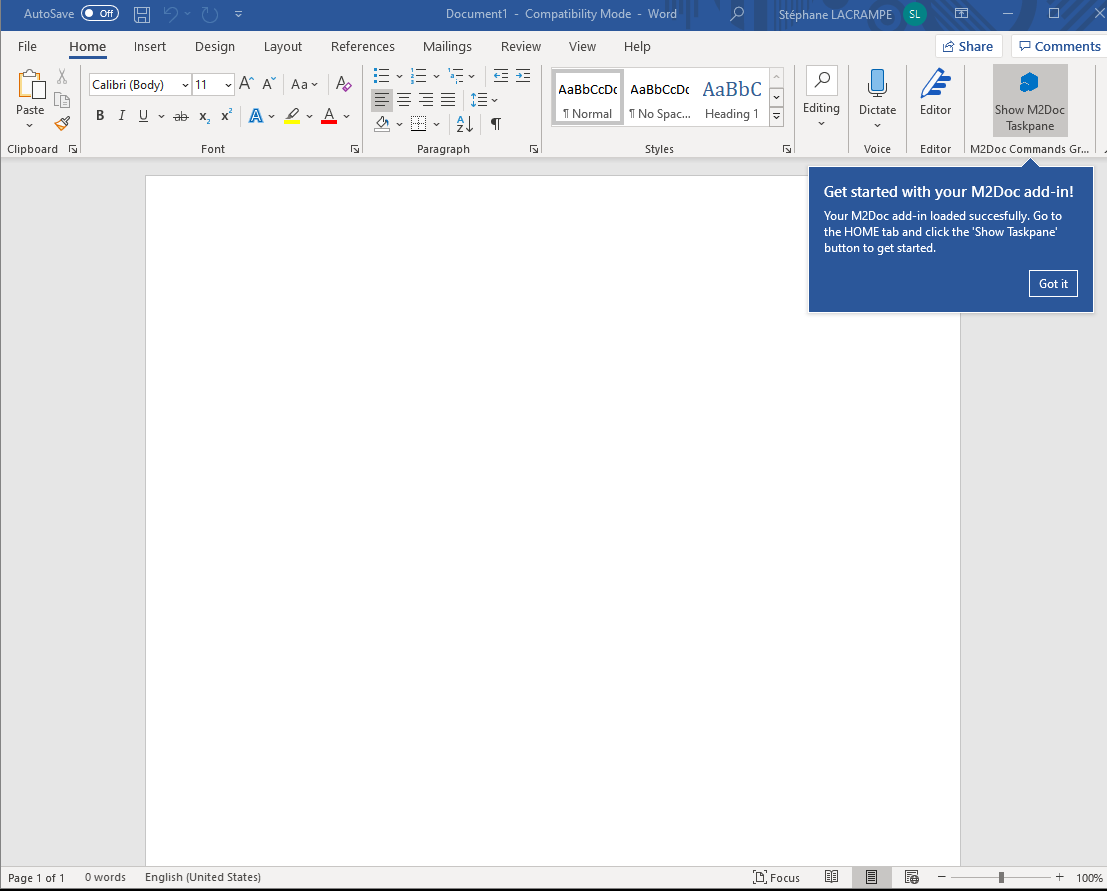 AutoSave Off Document1 - Compatibility Mode - Word Stéphane LACRAMPE SL
File Home Insert Design Layout References Mailings Review View Help Share Comments
Paste
Calibri (Body) 11 A A Aa A
B I U ab x2 x2 A A
A Z ¶
AaBbCcDc AaBbCcDc AaBbC
¶ Normal ¶ No Spac... Heading 1
Editing
Dictate
Editor
Show M2Doc
Taskpane
Clipboard Font Paragraph Styles Voice Editor M2Doc Commands Gr...
Get started with your M2Doc add-in!
Your M2Doc add-in loaded succesfully. Go to
the HOME tab and click the 'Show Taskpane'
button to get started.
Got it
Page 1 of 1 0 words English (United States) Focus 100%